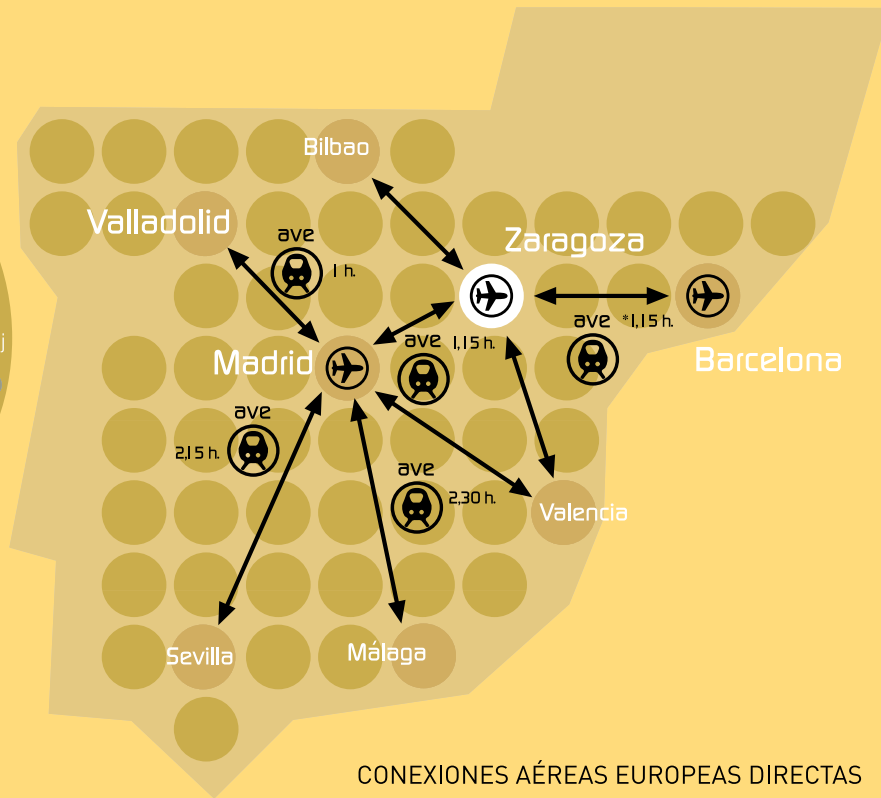 Bilbao
Valladolid
ave
1 h.
Zaragoza
ave
*1,15 h.
Barcelona
Madrid
ave
1,15 h.
ave
2,15 h.
ave
2,30 h.
Valencia
Sevilla
Málaga
CONEXIONES AÉREAS EUROPEAS DIRECTAS